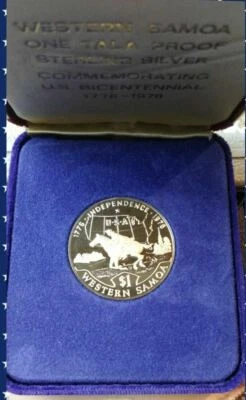 WESTERN SAMOA
ONE TALA PROOF
STERLING SILVER
COMMEMORATING
U.S. BICENTENNIAL
1776-1976
1776 · INDEPENDENCE · 1976
U·S·A
$1
WESTERN SAMOA